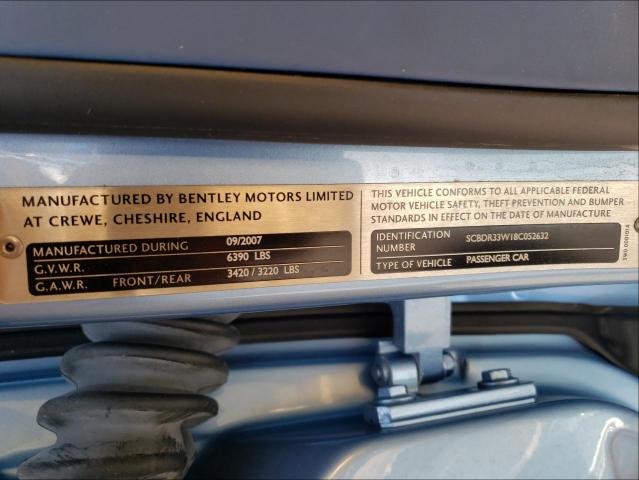 MANUFACTURED BY BENTLEY MOTORS LIMITED
AT CREWE, CHESHIRE, ENGLAND
MANUFACTURED DURING 09/2007
G.V.W.R. 6390 LBS
G.A.W.R. FRONT/REAR 3420 / 3220 LBS
THIS VEHICLE CONFORMS TO ALL APPLICABLE FEDERAL
MOTOR VEHICLE SAFETY, THEFT PREVENTION AND BUMPER
STANDARDS IN EFFECT ON THE DATE OF MANUFACTURE
IDENTIFICATION
NUMBER SCBDR33W18C052632
TYPE OF VEHICLE PASSENGER CAR